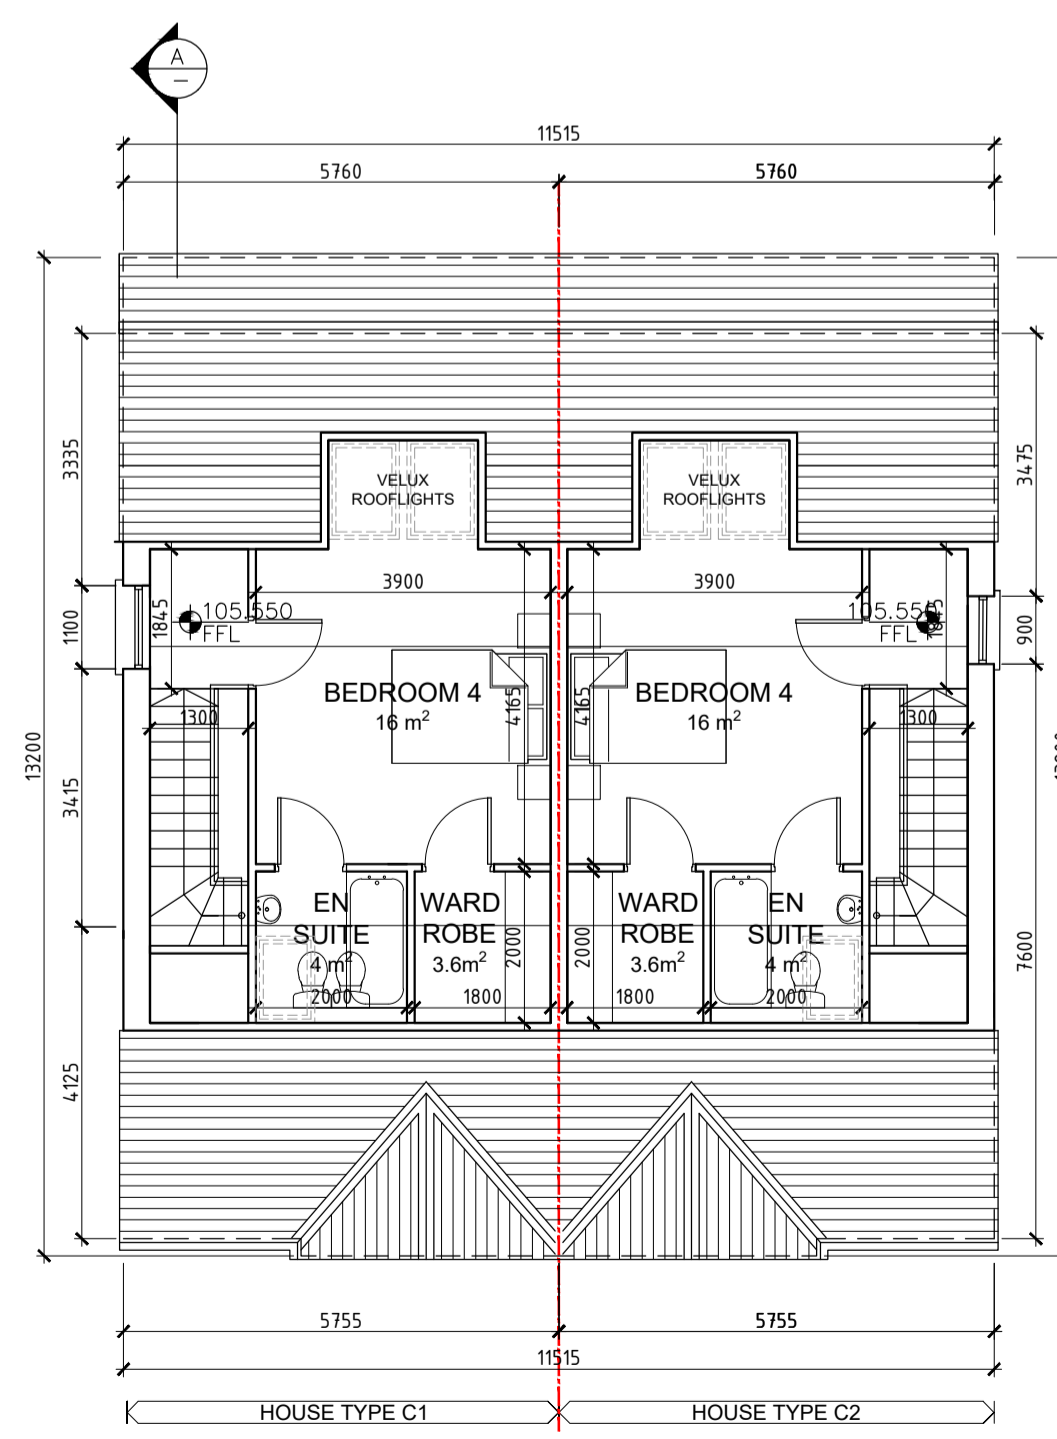 A
11515
5760 5760
VELUX
ROOFLIGHTS
VELUX
ROOFLIGHTS
3335
3475
3900 3900
1845
105.550
FFL
105.550
FFL
1845
1100
900
BEDROOM 4
16 m²
BEDROOM 4
16 m²
4165
4165
1300
1300
13200
3415
EN
SUITE
4 m²
WARD
ROBE
3.6m²
WARD
ROBE
3.6m²
EN
SUITE
4 m²
2000
2000
2000 1800 1800 2000
7600
4125
5755 5755
11515
HOUSE TYPE C1 HOUSE TYPE C2